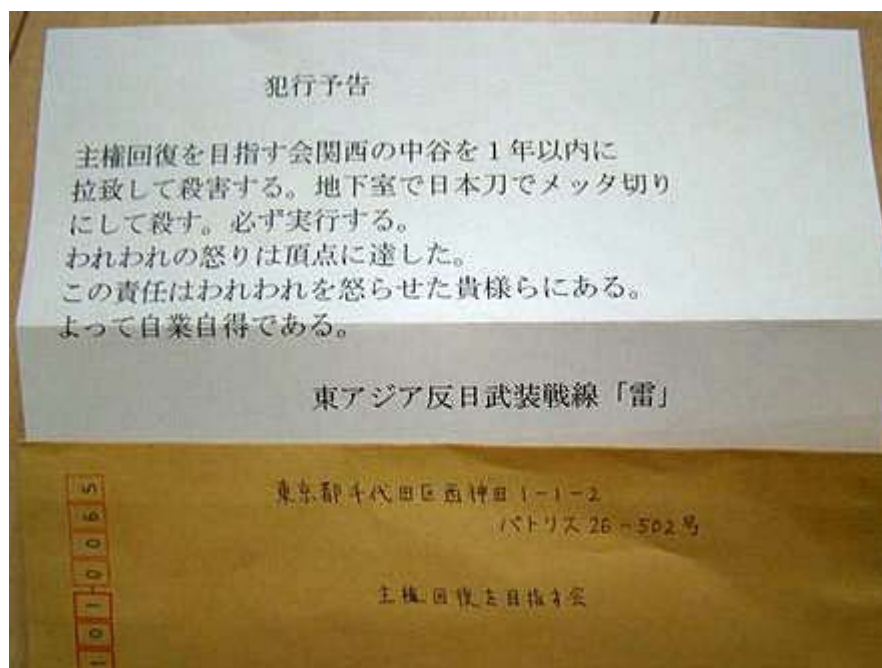 犯行予告
主権回復を目指す会関西の中谷を1年以内に
拉致して殺害する。地下室で日本刀でメッタ切り
にして殺す。必ず実行する。
われわれの怒りは頂点に達した。
この責任はわれわれを怒らせた貴様らにある。
よって自業自得である。
東アジア反日武装戦線「雷」
東京都千代田区西神田1-1-2
パトリス26-502号
主権回復を目指す会
101-0065